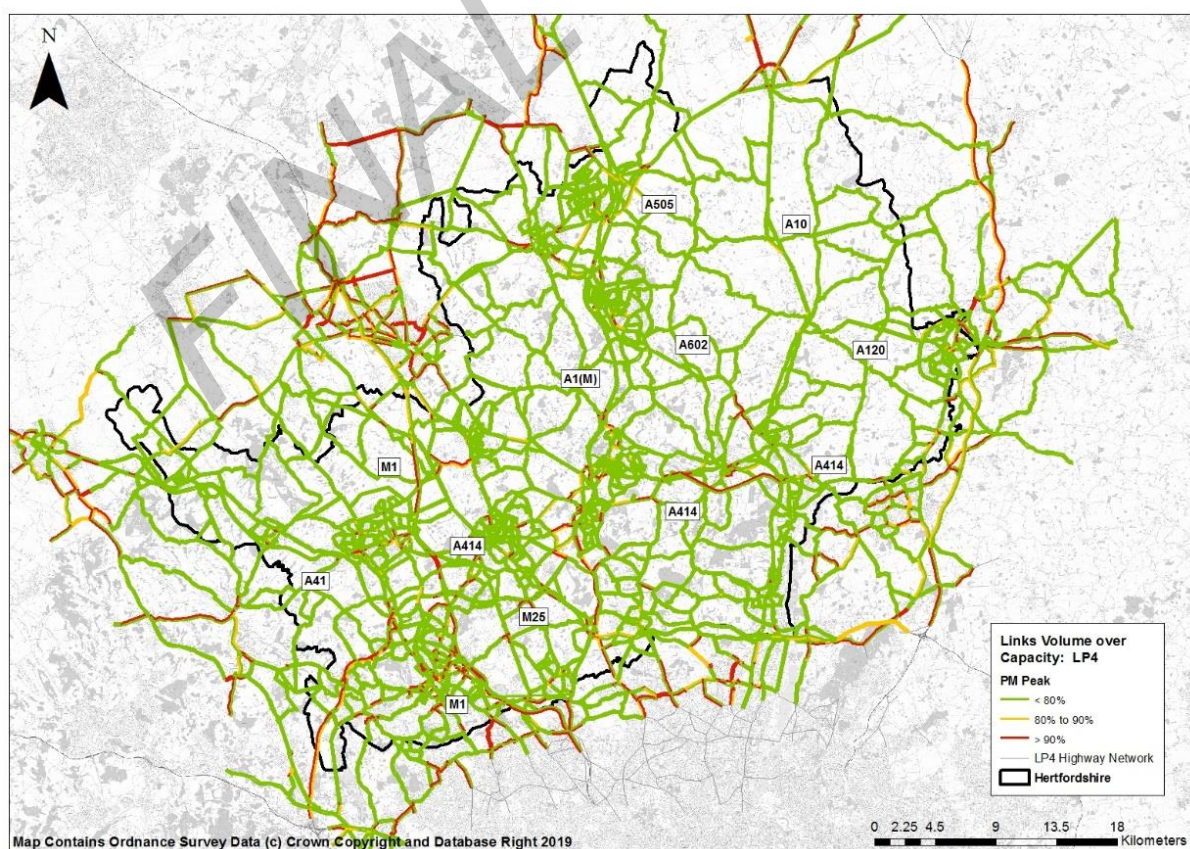 FINAL
N
A505
A10
A602
A120
A1(M)
M1
A414
A414
A414
A41
M25
M1
Links Volume over
Capacity: LP4
PM Peak
< 80%
80% to 90%
> 90%
LP4 Highway Network
Hertfordshire
0 2.25 4.5 9 13.5 18
Kilometers
Map Contains Ordnance Survey Data (c) Crown Copyright and Database Right 2019